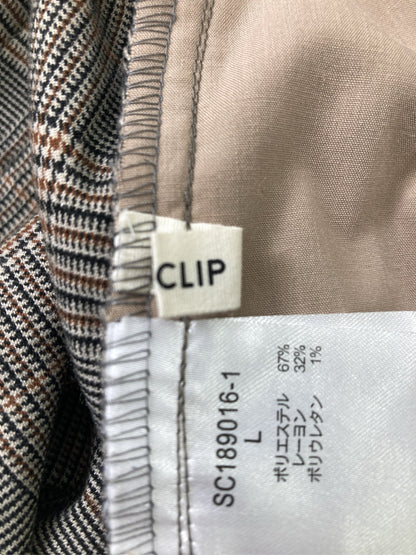 CLIP
SC189016-1
L
ポリエステル 67%
レーヨン 32%
ポリウレタン 1%